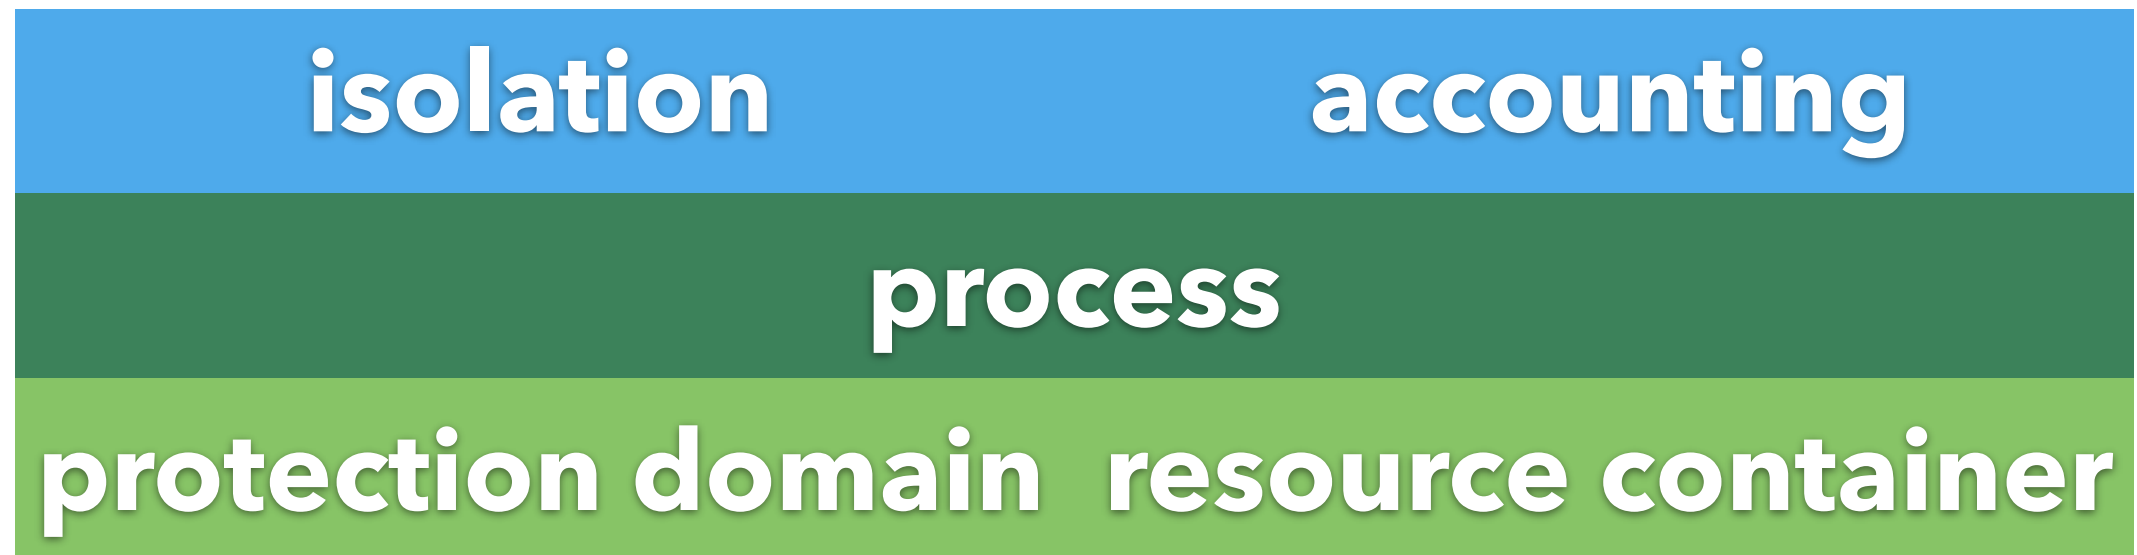 isolation accounting
process
protection domain resource container